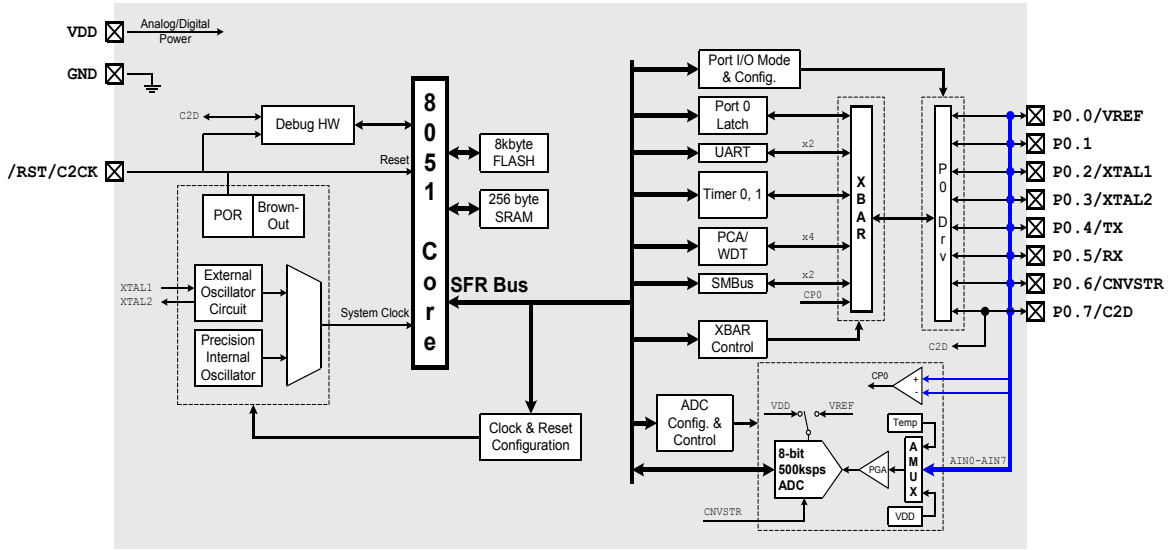 VDD
Analog/Digital
Power
GND
C2D
Debug HW
/RST/C2CK
Reset
POR
Brown-
Out
XTAL1
XTAL2
External
Oscillator
Circuit
Precision
Internal
Oscillator
System Clock
8
0
5
1
C
o
r
e
8kbyte
FLASH
256 byte
SRAM
SFR Bus
Clock & Reset
Configuration
Port I/O Mode
& Config.
Port 0
Latch
UART
x2
Timer 0, 1
PCA/
WDT
x4
SMBus
x2
CP0
XBAR
Control
X
B
A
R
P
0
D
r
v
P0.0/VREF
P0.1
P0.2/XTAL1
P0.3/XTAL2
P0.4/TX
P0.5/RX
P0.6/CNVSTR
P0.7/C2D
C2D
CP0
+
-
ADC
Config. &
Control
VDD
VREF
Temp
8-bit
500ksps
ADC
PGA
A
M
U
X
AIN0-AIN7
VDD
CNVSTR